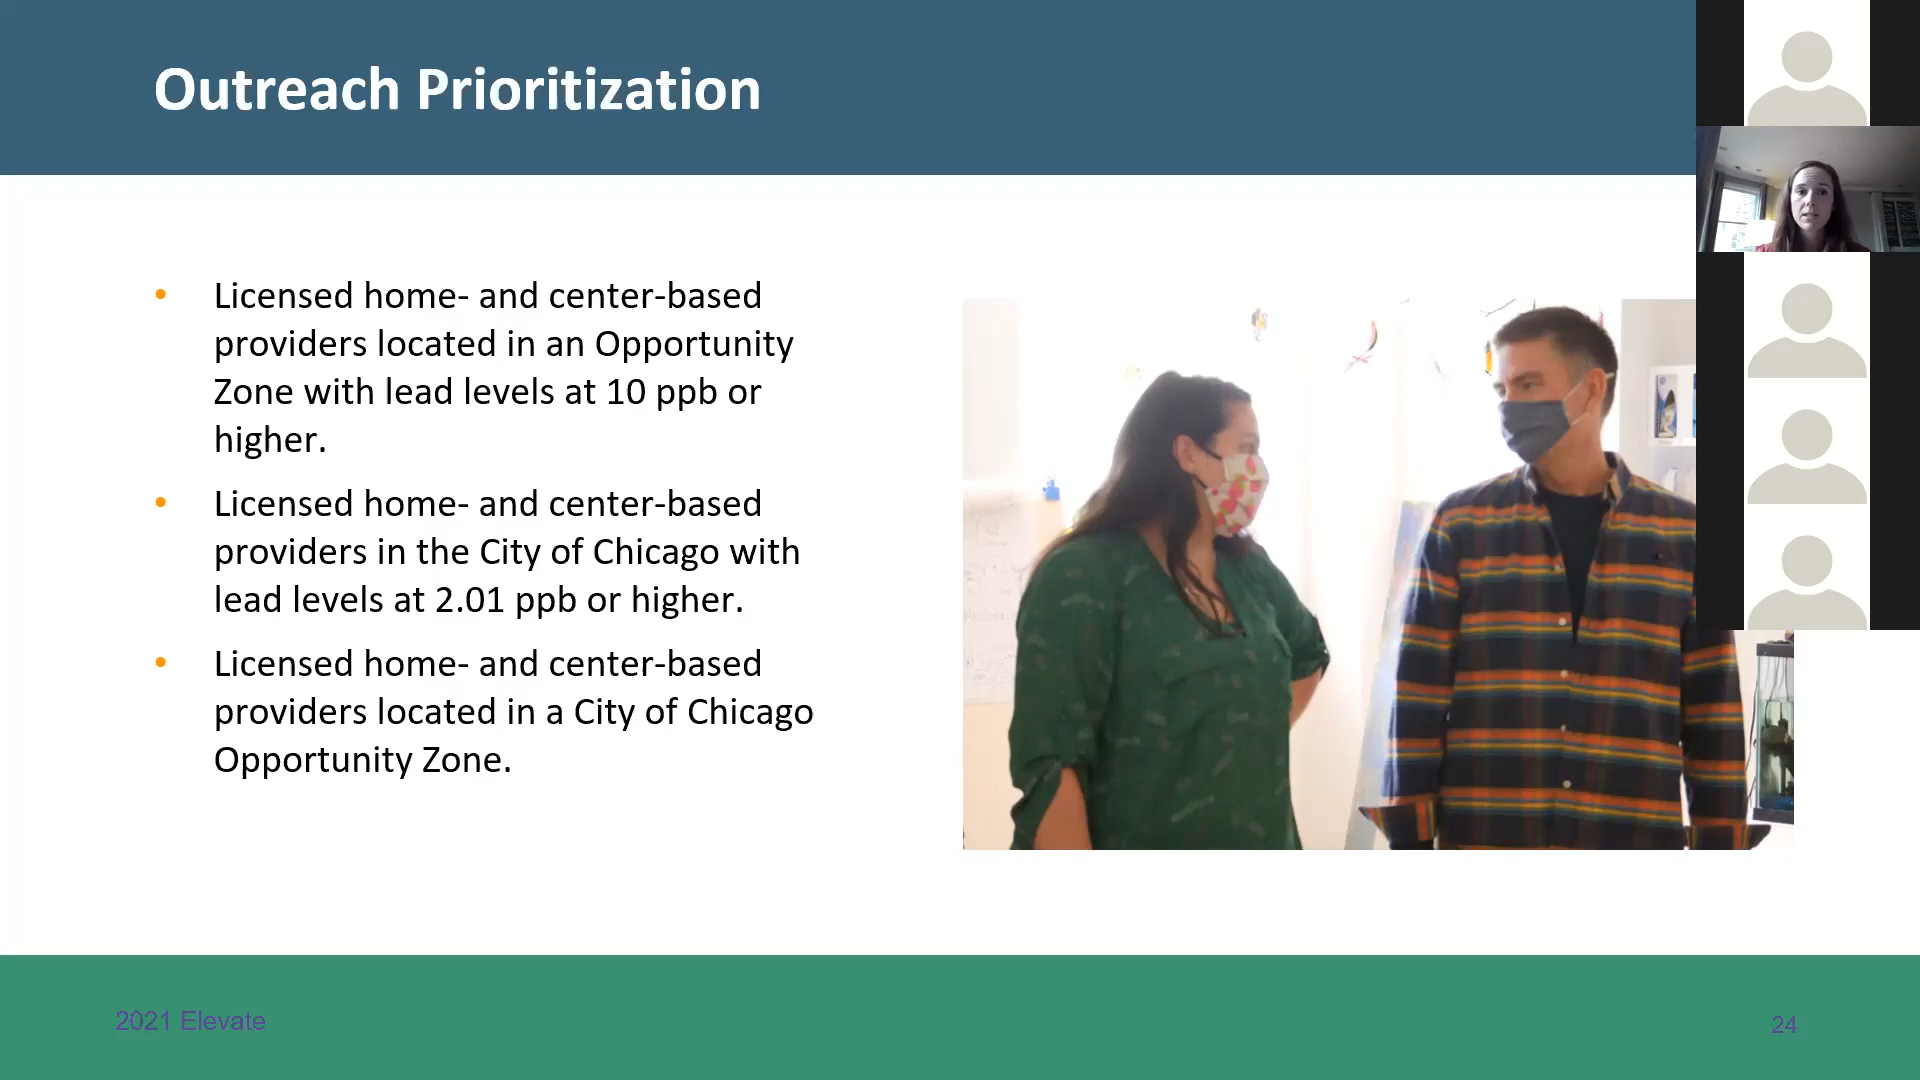 Outreach Prioritization
• Licensed home- and center-based
providers located in an Opportunity
Zone with lead levels at 10 ppb or
higher.
• Licensed home- and center-based
providers in the City of Chicago with
lead levels at 2.01 ppb or higher.
• Licensed home- and center-based
providers located in a City of Chicago
Opportunity Zone.
2021 Elevate
24